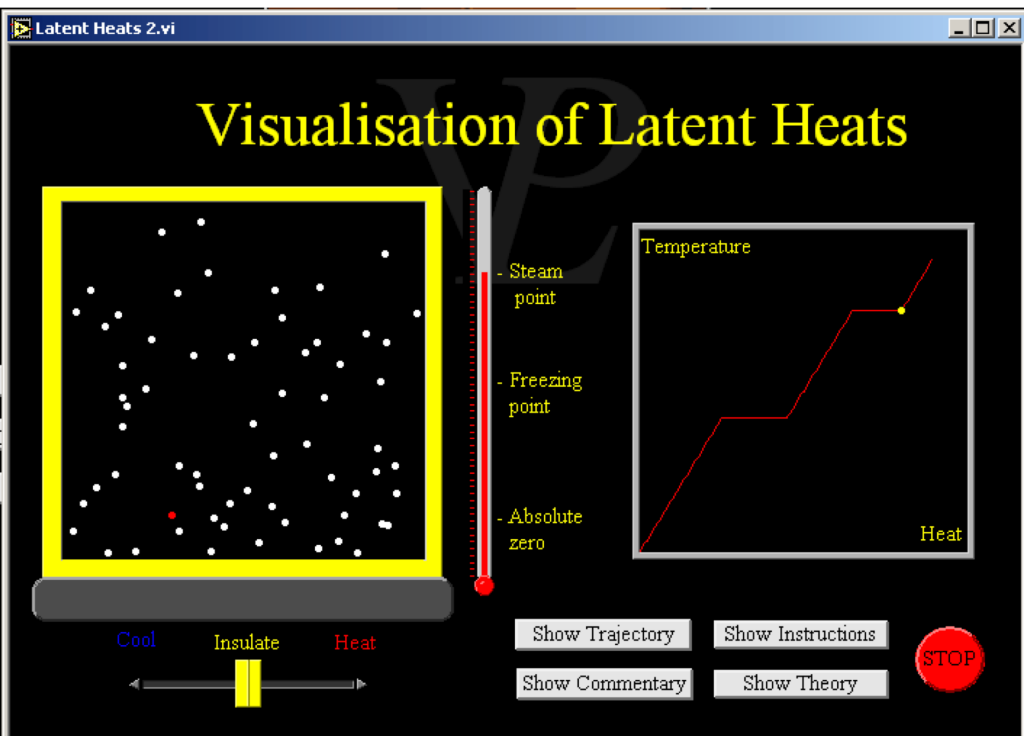 Latent Heats 2.vi
VPL
Visualisation of Latent Heats
- Steam
point
- Freezing
point
- Absolute
zero
Temperature
Heat
Cool
Insulate
Heat
Show Trajectory
Show Instructions
Show Commentary
Show Theory
STOP